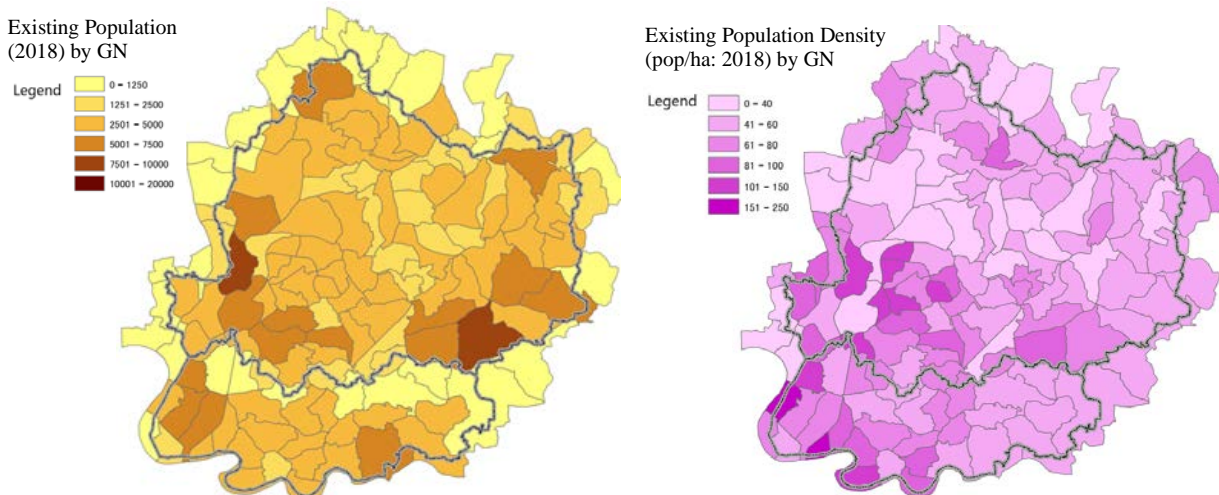 Existing Population
(2018) by GN
Legend
0 - 1250
1251 - 2500
2501 - 5000
5001 - 7500
7501 - 10000
10001 - 20000
Existing Population Density
(pop/ha: 2018) by GN
Legend
0 - 40
41 - 60
61 - 80
81 - 100
101 - 150
151 - 250